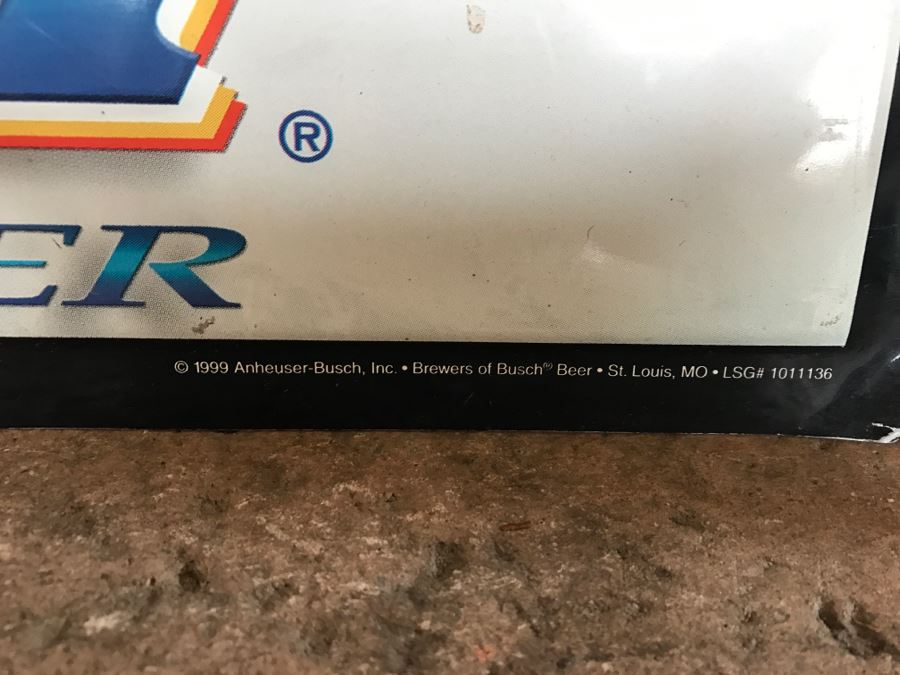 ®
ER
© 1999 Anheuser-Busch, Inc. • Brewers of Busch® Beer • St. Louis, MO • LSG# 1011136